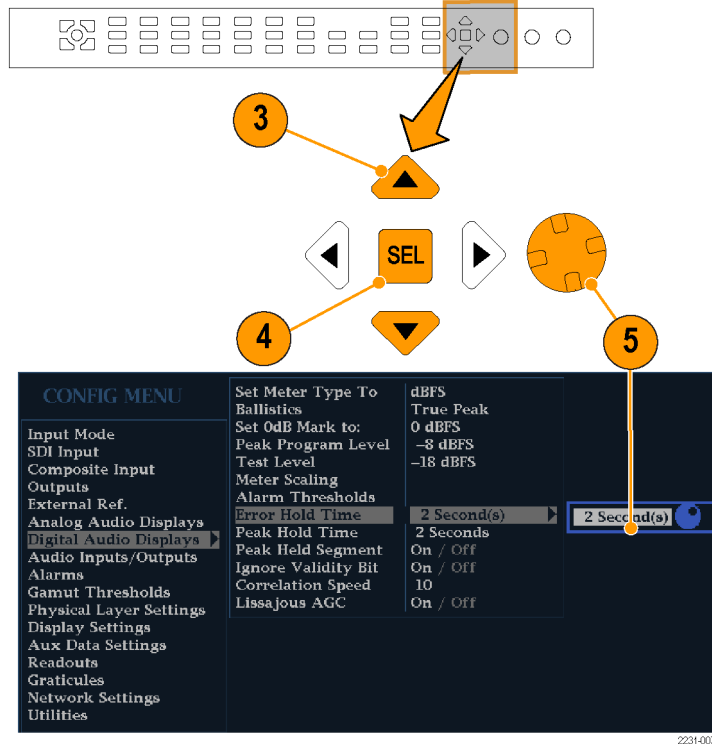 3
SEL
4
5
CONFIG MENU
Input Mode
SDI Input
Composite Input
Outputs
External Ref.
Analog Audio Displays
Digital Audio Displays
Audio Inputs/Outputs
Alarms
Gamut Thresholds
Physical Layer Settings
Display Settings
Aux Data Settings
Readouts
Graticules
Network Settings
Utilities
Set Meter Type To dBFS
Ballistics True Peak
Set 0dB Mark to: 0 dBFS
Peak Program Level –8 dBFS
Test Level –18 dBFS
Meter Scaling
Alarm Thresholds
Error Hold Time 2 Second(s)
Peak Hold Time 2 Seconds
Peak Held Segment On / Off
Ignore Validity Bit On / Off
Correlation Speed 10
Lissajous AGC On / Off
2 Second(s)